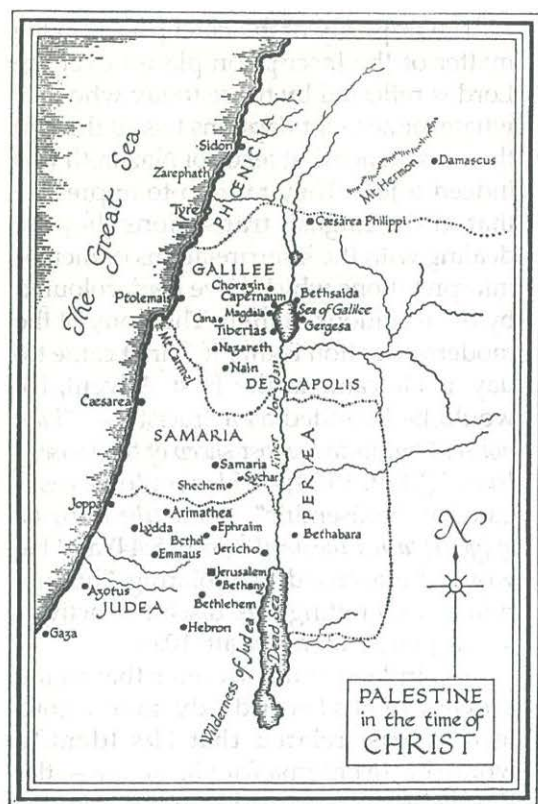 The Great Sea
Sidon
Zarephath
Damascus
Mt Hermon
Tyre
Cæsarea Philippi
GALILEE
Ptolemais
Chorazin
Capernaum
Bethsaida
Magdala
Sea of Galilee
Cana
Tiberias
Gergesa
Mt Carmel
Nazareth
Nain
DECAPOLIS
Cæsarea
River Jordan
SAMARIA
Samaria
Sychar
Shechem
PERÆA
Joppa
Arimathea
Lydda
Ephraim
Bethabara
Bethel
Emmaus
Jericho
Jerusalem
Bethany
Azotus
JUDEA
Bethlehem
Gaza
Hebron
Dead Sea
Wilderness of Judea
N
PALESTINE
in the time of
CHRIST